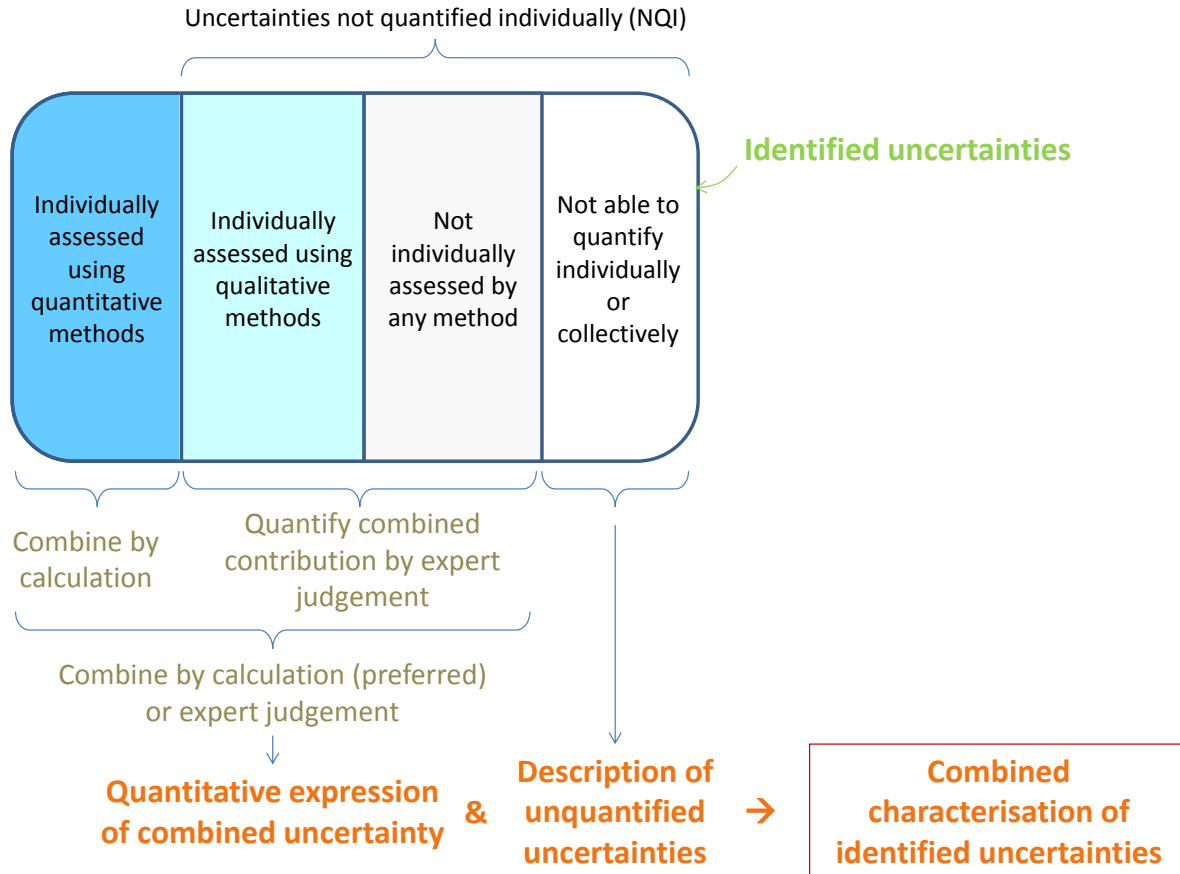 Uncertainties not quantified individually (NQI)
Identified uncertainties
Individually
assessed
using
quantitative
methods
Individually
assessed using
qualitative
methods
Not
individually
assessed by
any method
Not able to
quantify
individually
or
collectively
Combine by
calculation
Quantify combined
contribution by expert
judgement
Combine by calculation (preferred)
or expert judgement
Quantitative expression
of combined uncertainty
&
Description of
unquantified
uncertainties
→
Combined
characterisation of
identified uncertainties